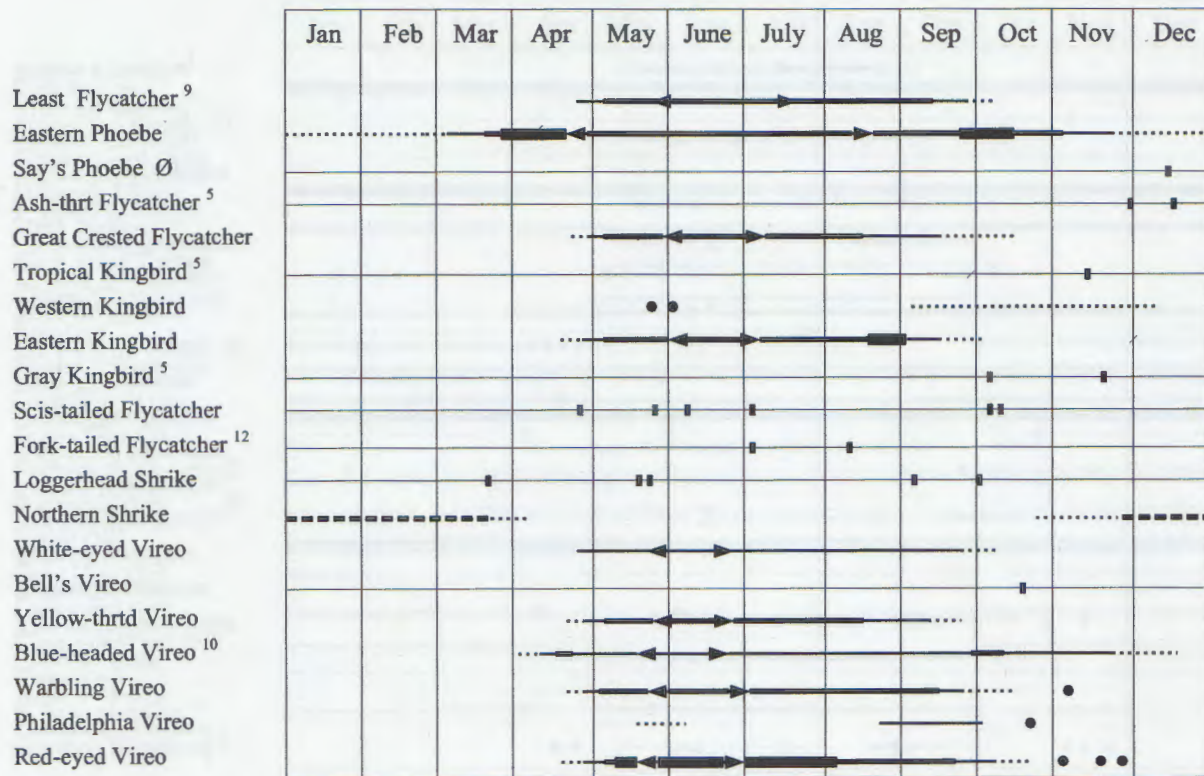 Jan Feb Mar Apr May June July Aug Sep Oct Nov Dec
Least Flycatcher 9
Eastern Phoebe
Say's Phoebe Ø
Ash-thrt Flycatcher 5
Great Crested Flycatcher
Tropical Kingbird 5
Western Kingbird
Eastern Kingbird
Gray Kingbird 5
Scis-tailed Flycatcher
Fork-tailed Flycatcher 12
Loggerhead Shrike
Northern Shrike
White-eyed Vireo
Bell's Vireo
Yellow-thrtd Vireo
Blue-headed Vireo 10
Warbling Vireo
Philadelphia Vireo
Red-eyed Vireo